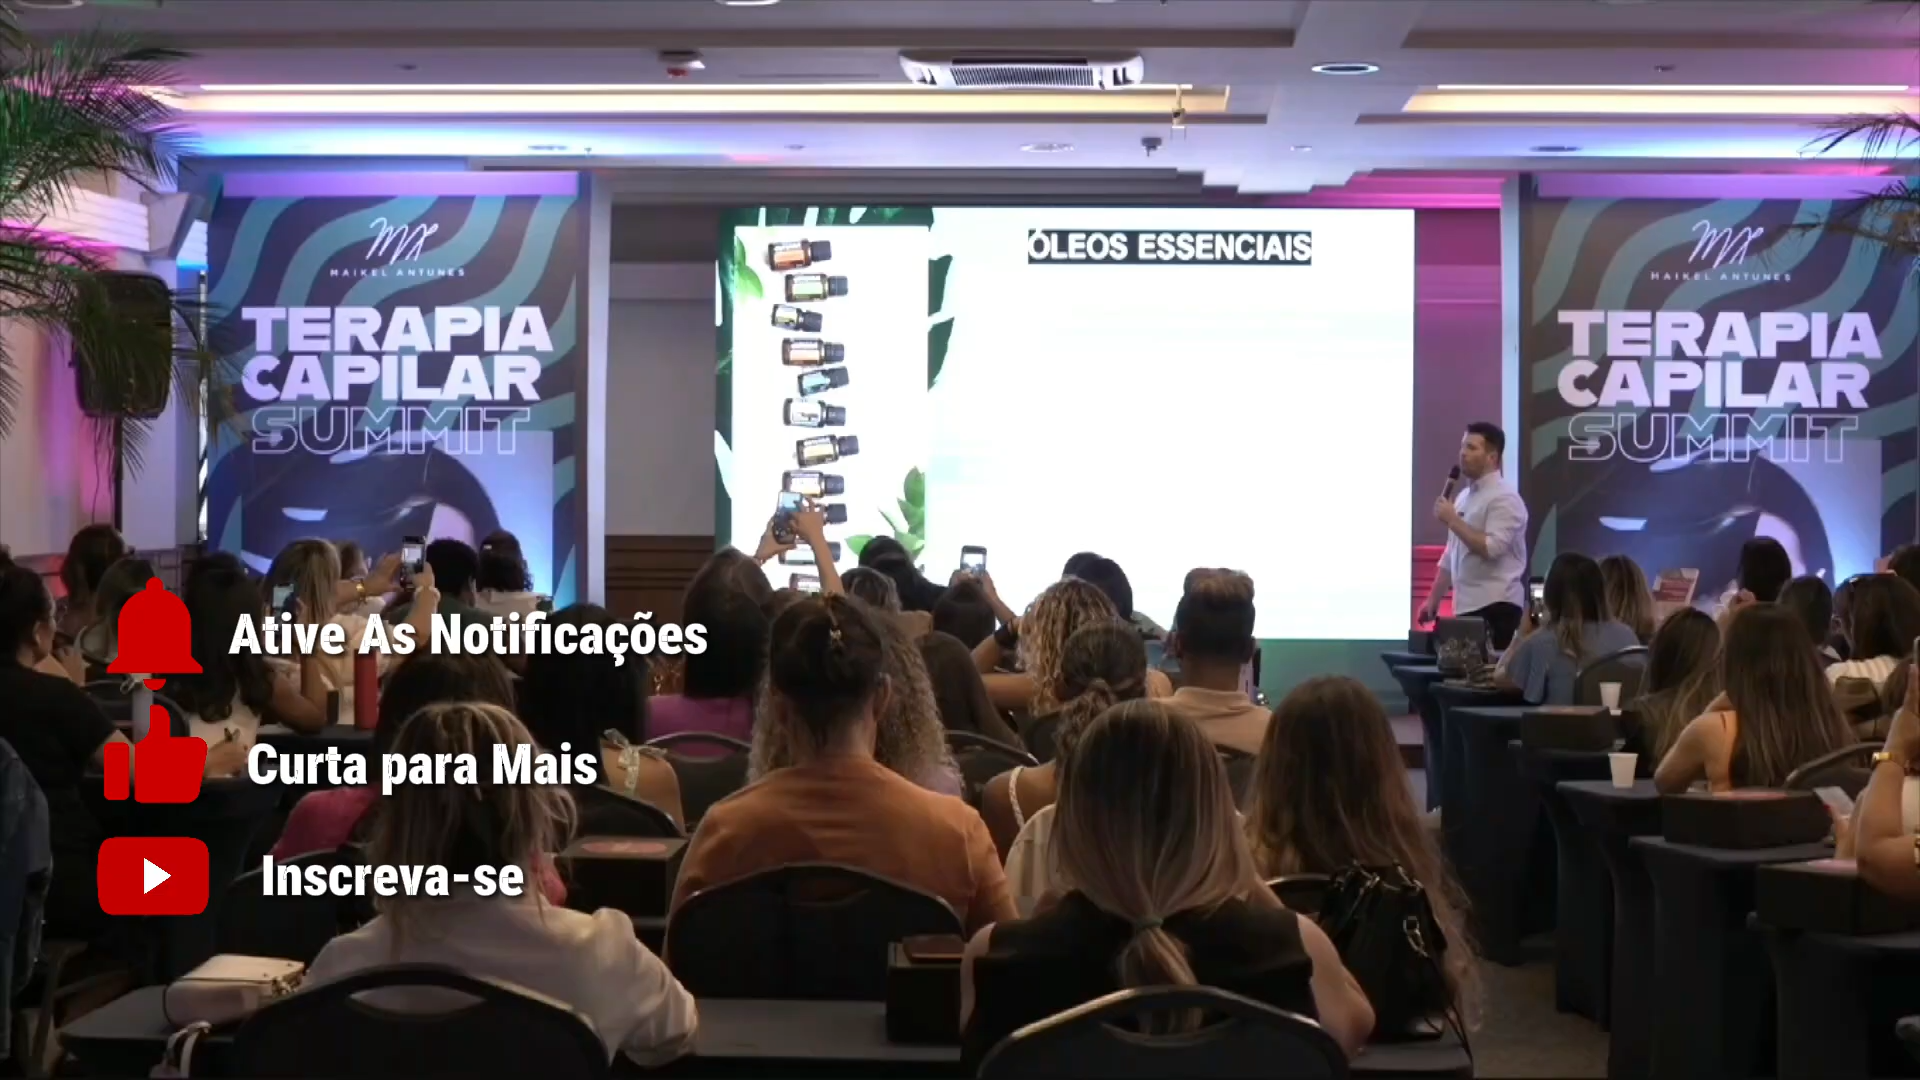 MAIKEL ANTUNES
TERAPIA
CAPILAR
SUMMIT
ÓLEOS ESSENCIAIS
MAIKEL ANTUNES
TERAPIA
CAPILAR
SUMMIT
Ative As Notificações
Curta para Mais
Inscreva-se